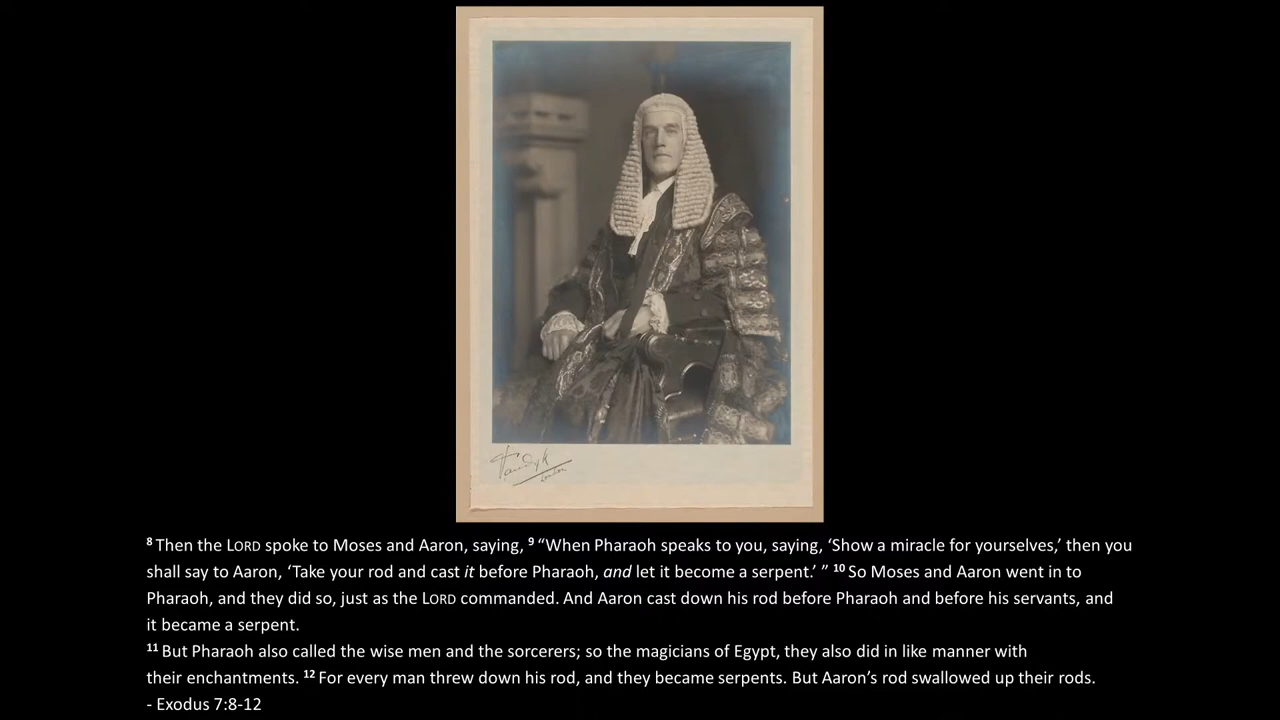 Vandyk
London
⁸ Then the LORD spoke to Moses and Aaron, saying, ⁹ “When Pharaoh speaks to you, saying, ‘Show a miracle for yourselves,’ then you
shall say to Aaron, ‘Take your rod and cast it before Pharaoh, and let it become a serpent.’ ” ¹⁰ So Moses and Aaron went in to
Pharaoh, and they did so, just as the LORD commanded. And Aaron cast down his rod before Pharaoh and before his servants, and
it became a serpent.
¹¹ But Pharaoh also called the wise men and the sorcerers; so the magicians of Egypt, they also did in like manner with
their enchantments. ¹² For every man threw down his rod, and they became serpents. But Aaron’s rod swallowed up their rods.
- Exodus 7:8-12